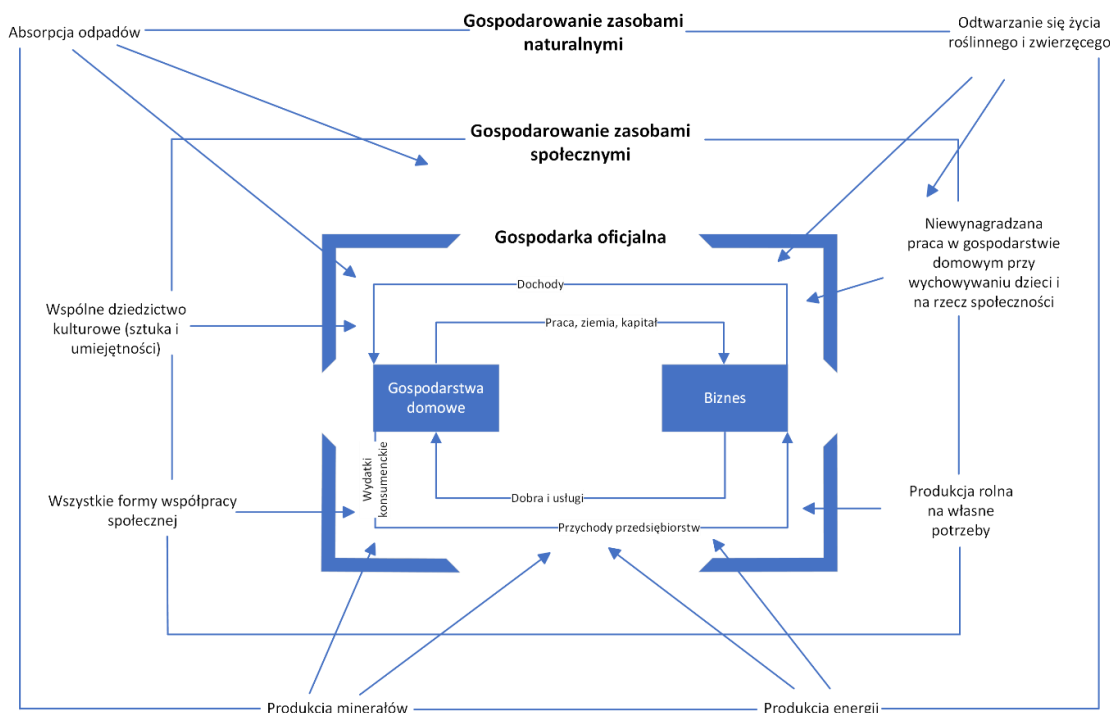 Absorpcja odpadów
Gospodarowanie zasobami
naturalnymi
Odtwarzanie się życia
roślinnego i zwierzęcego
Gospodarowanie zasobami
społecznymi
Gospodarka oficjalna
Niewynagradzana
praca w gospodarstwie
domowym przy
wychowywaniu dzieci i
na rzecz społeczności
Wspólne dziedzictwo
kulturowe (sztuka i
umiejętności)
Dochody
Praca, ziemia, kapitał
Gospodarstwa
domowe
Biznes
Wydatki
konsumenckie
Dobra i usługi
Przychody przedsiębiorstw
Wszystkie formy współpracy
społecznej
Produkcja rolna
na własne
potrzeby
Produkcja minerałów
Produkcja energii